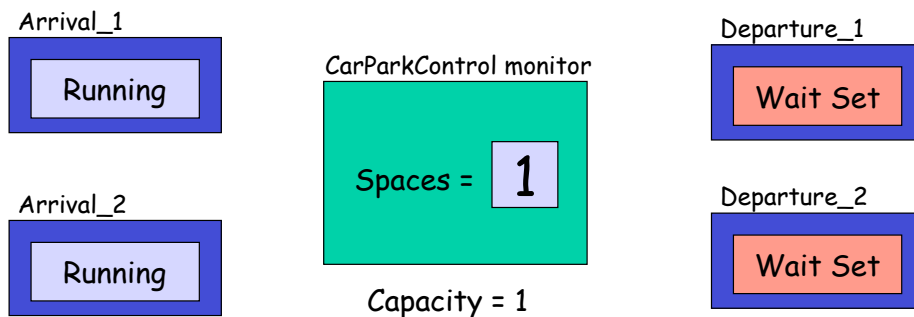 Arrival_1
Running
Arrival_2
Running
CarParkControl monitor
Spaces = 1
Capacity = 1
Departure_1
Wait Set
Departure_2
Wait Set